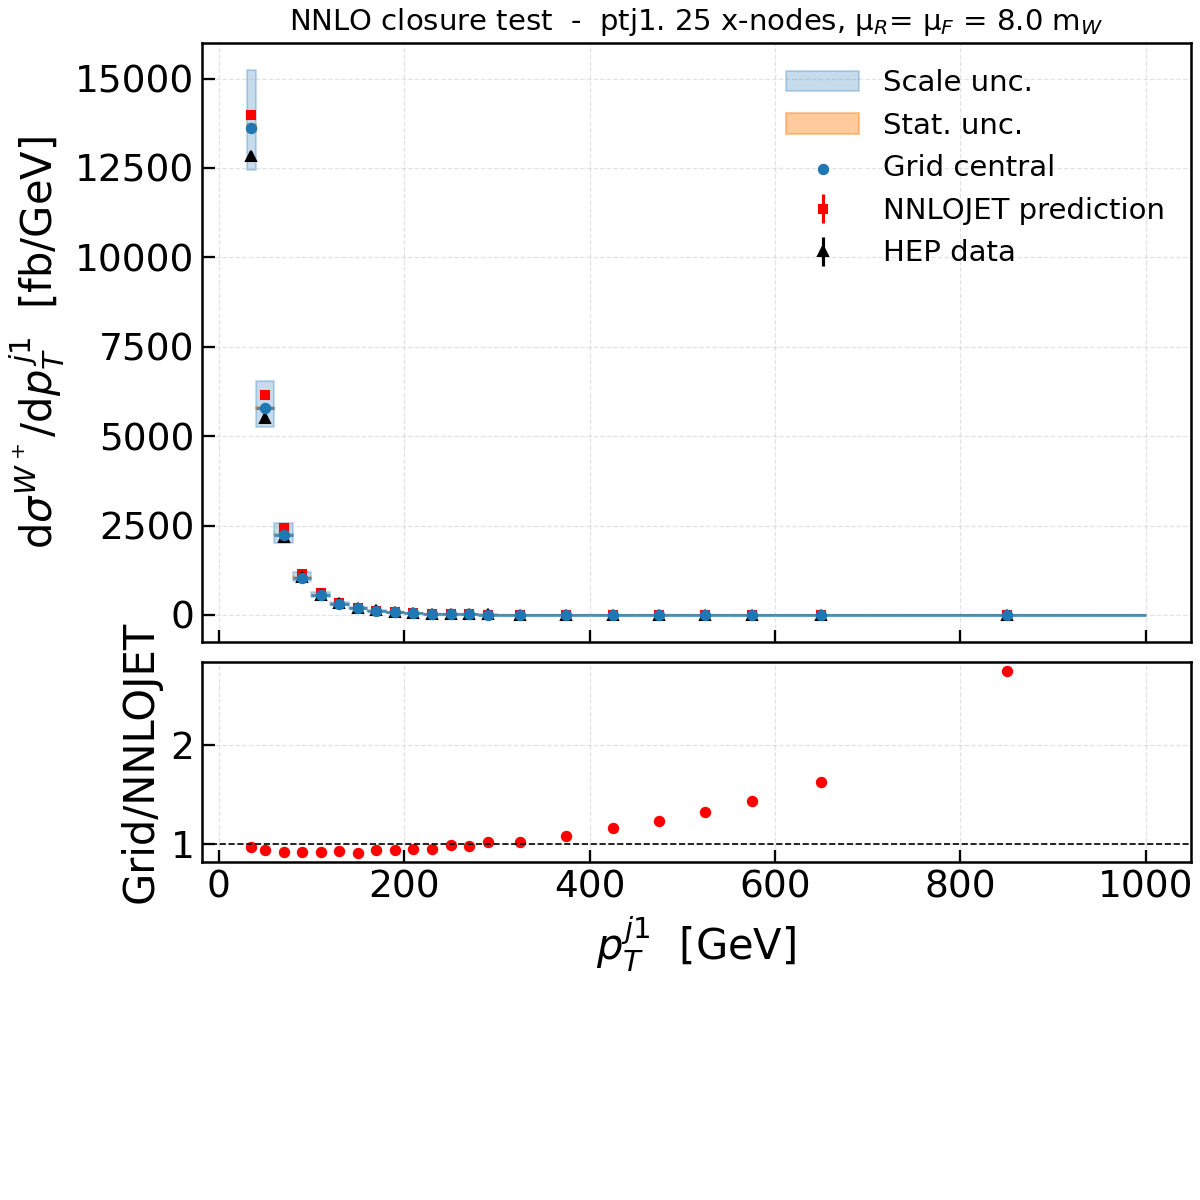 NNLO closure test - ptj1. 25 x-nodes, μ_R= μ_F = 8.0 m_W
15000
12500
10000
7500
5000
2500
0
dσ^{W^+}/dp_T^{j1} [fb/GeV]
Scale unc.
Stat. unc.
Grid central
NNLOJET prediction
HEP data
2
1
Grid/NNLOJET
0 200 400 600 800 1000
p_T^{j1} [GeV]